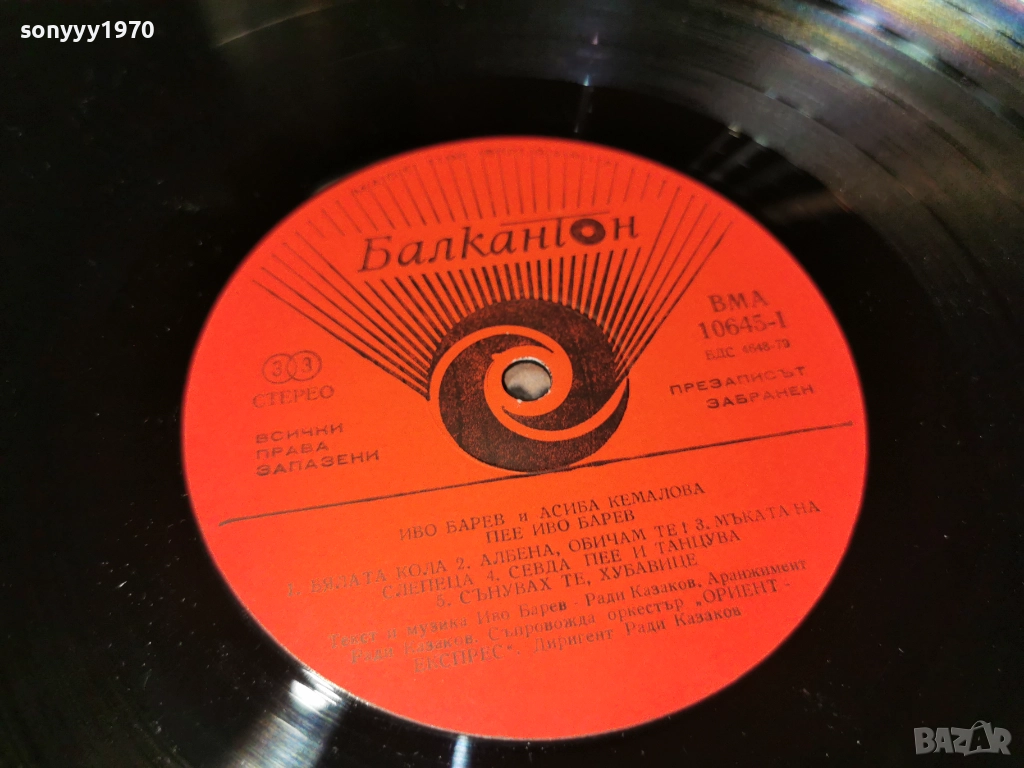 sonyyy1970
Балкантон
ВМА
10645-1
БДС 4648-79
33
СТЕРЕО
ПРЕЗАПИСЪТ
ЗАБРАНЕН
ВСИЧКИ
ПРАВА
ЗАПАЗЕНИ
ИВО БАРЕВ и АСИБА КЕМАЛОВА
ПЕЕ ИВО БАРЕВ
1. БЯЛАТА КОЛА 2. АЛБЕНА, ОБИЧАМ ТЕ! 3. МЪКАТА НА
СЛЕПЕЦА 4. СЕВДА ПЕЕ И ТАНЦУВА
5. СЪНУВАХ ТЕ, ХУБАВИЦЕ
Текст и музика Иво Барев - Ради Казаков, Аранжимент
Ради Казаков. Съпровожда оркестър "ОРИЕНТ-
ЕКСПРЕС". Диригент Ради Казаков
BAZAR